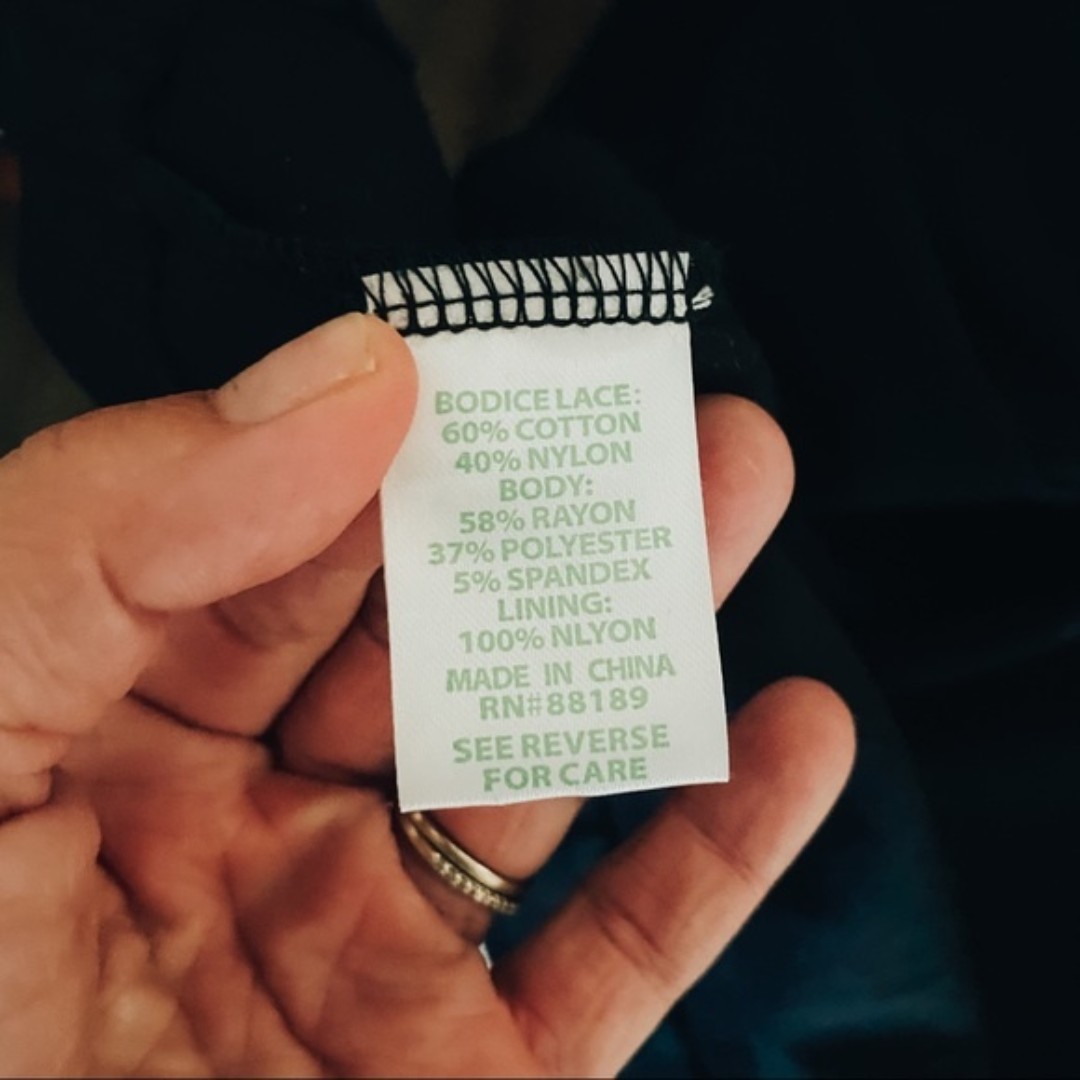 BODICE LACE:
60% COTTON
40% NYLON
BODY:
58% RAYON
37% POLYESTER
5% SPANDEX
LINING:
100% NLYON
MADE IN CHINA
RN#88189
SEE REVERSE
FOR CARE